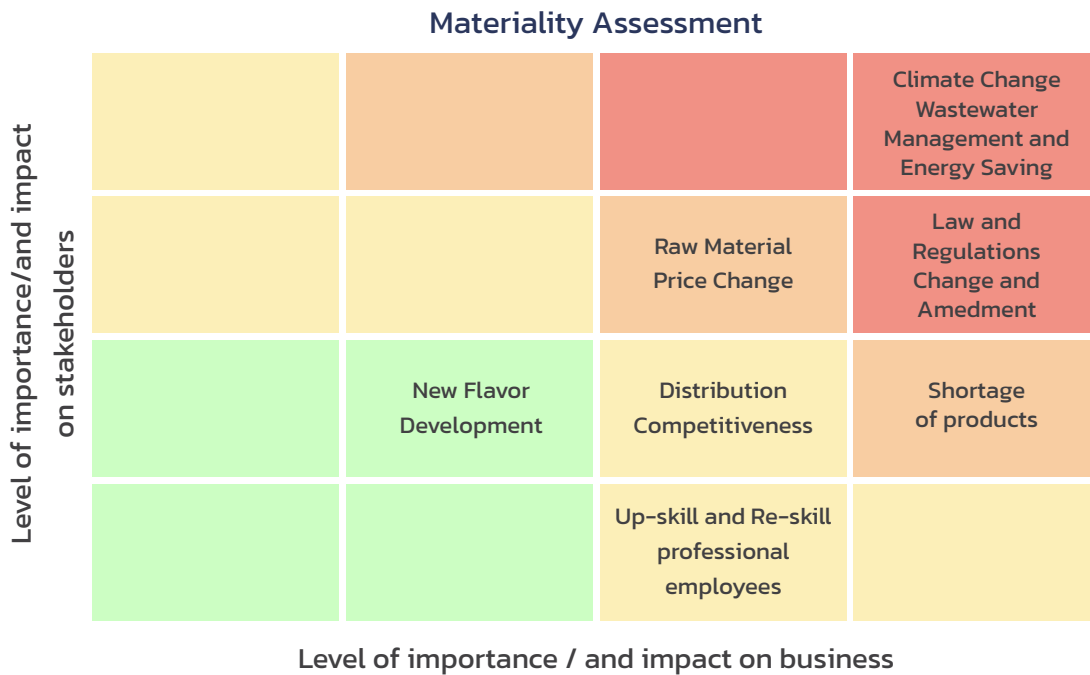 Materiality Assessment
Level of importance/and impact
on stakeholders
Climate Change
Wastewater
Management and
Energy Saving
Raw Material
Price Change
Law and
Regulations
Change and
Amedment
New Flavor
Development
Distribution
Competitiveness
Shortage
of products
Up-skill and Re-skill
professional
employees
Level of importance / and impact on business